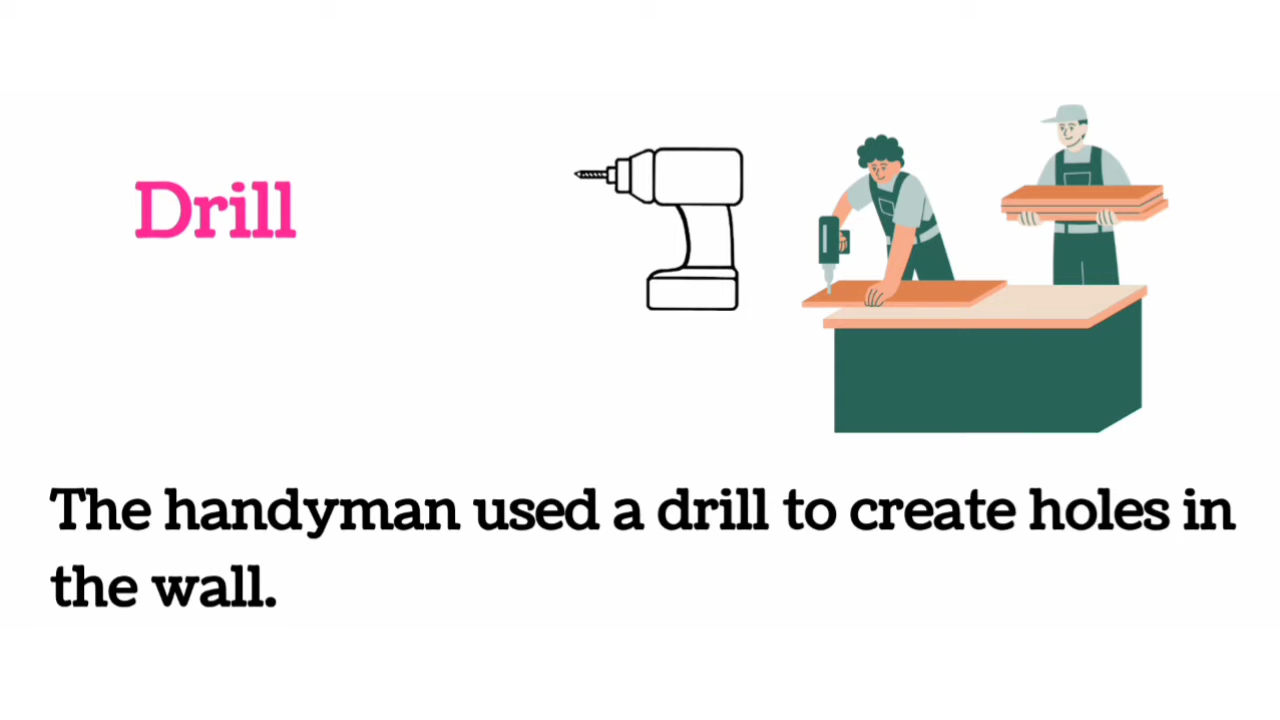 Drill
The handyman used a drill to create holes in
the wall.